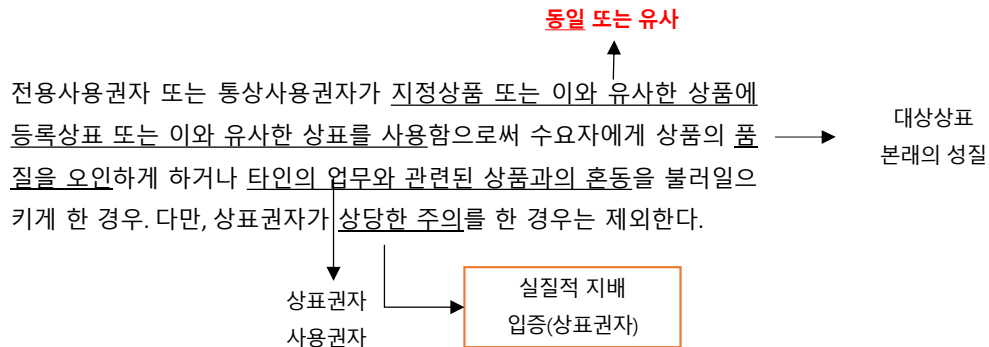 동일 또는 유사
전용사용권자 또는 통상사용권자가 지정상품 또는 이와 유사한 상품에
등록상표 또는 이와 유사한 상표를 사용함으로써 수요자에게 상품의 품
질을 오인하게 하거나 타인의 업무와 관련된 상품과의 혼동을 불러일으
키게 한 경우. 다만, 상표권자가 상당한 주의를 한 경우는 제외한다.
대상상표
본래의 성질
상표권자
사용권자
실질적 지배
입증(상표권자)